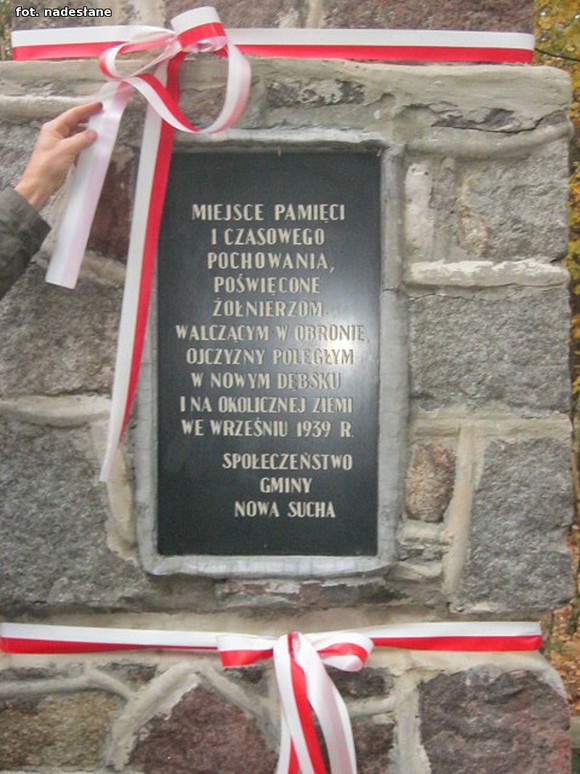 fot. nadesłane
MIEJSCE PAMIĘCI
I CZASOWEGO
POCHOWANIA,
POŚWIĘCONE
ŻOŁNIERZOM
WALCZĄCYM W OBRONIE
OJCZYZNY POLEGŁYM
W NOWYM DĘBSKU
I NA OKOLICZNEJ ZIEMI
WE WRZEŚNIU 1939 R.
SPOŁECZEŃSTWO
GMINY
NOWA SUCHA